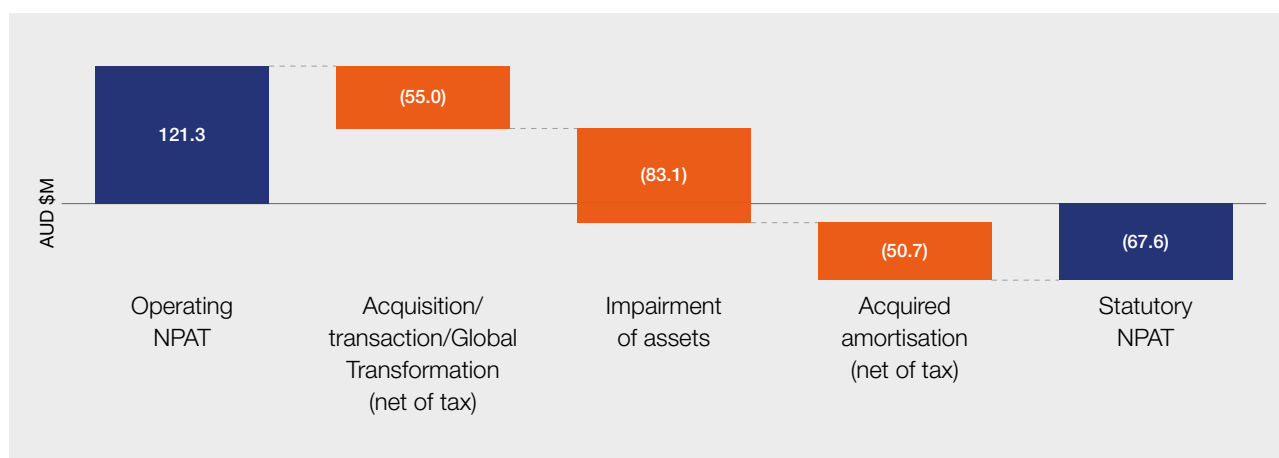 121.3
(55.0)
(83.1)
(50.7)
(67.6)
AUD $M
Operating
NPAT
Acquisition/
transaction/Global
Transformation
(net of tax)
Impairment
of assets
Acquired
amortisation
(net of tax)
Statutory
NPAT